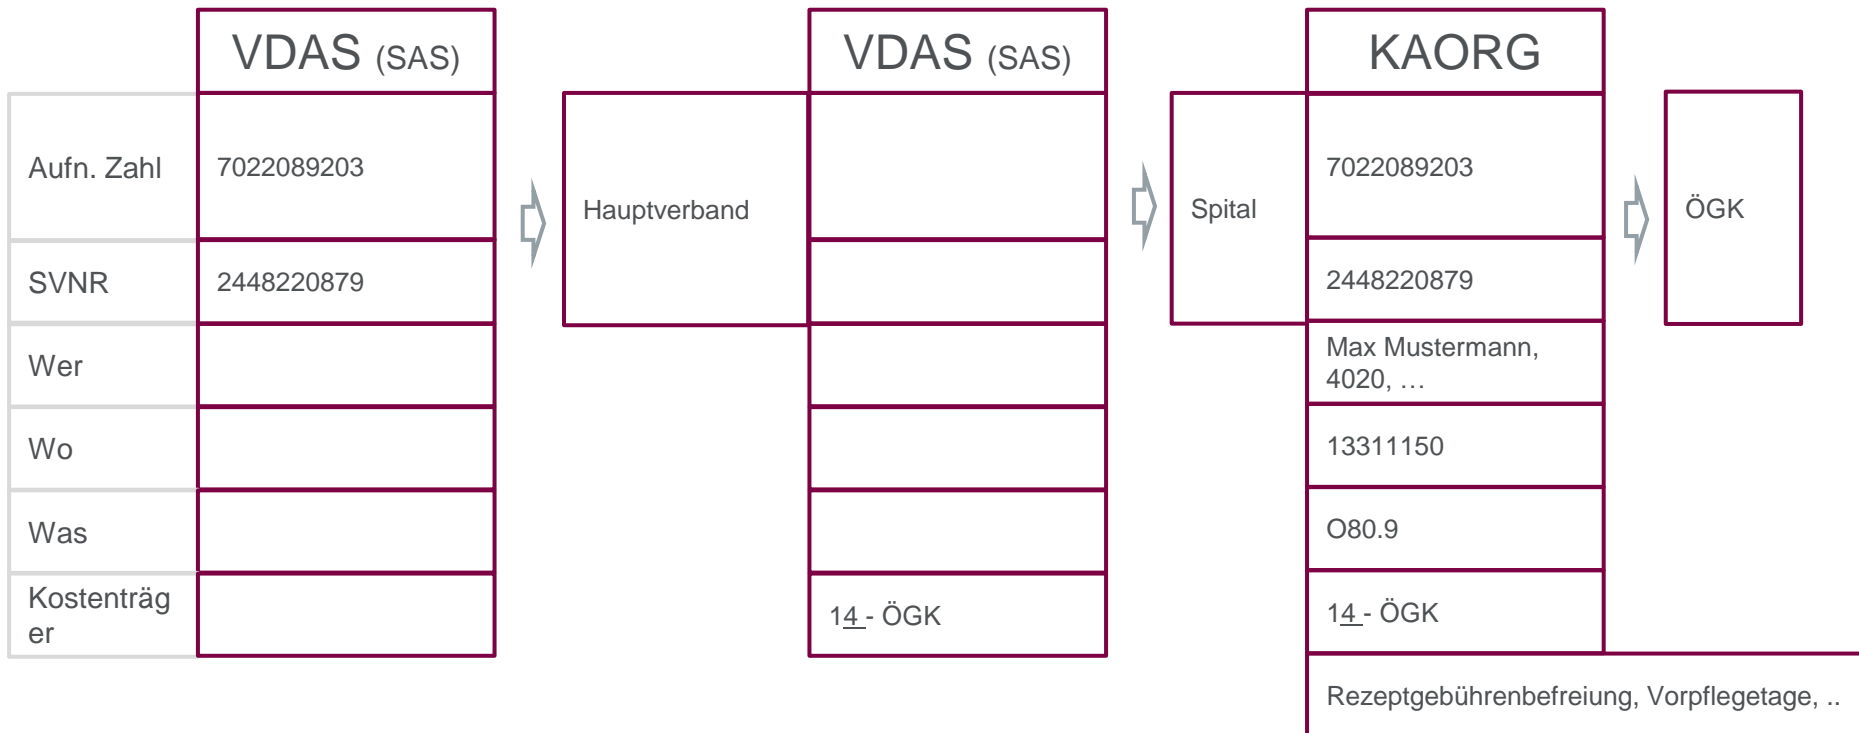 VDAS (SAS)
VDAS (SAS)
KAORG
Aufn. Zahl
7022089203
Hauptverband
Spital
7022089203
ÖGK
SVNR
2448220879
2448220879
Wer
Max Mustermann,
4020, …
Wo
13311150
Was
O80.9
Kostenträg
er
14 - ÖGK
14 - ÖGK
Rezeptgebührenbefreiung, Vorpflegetage, ..